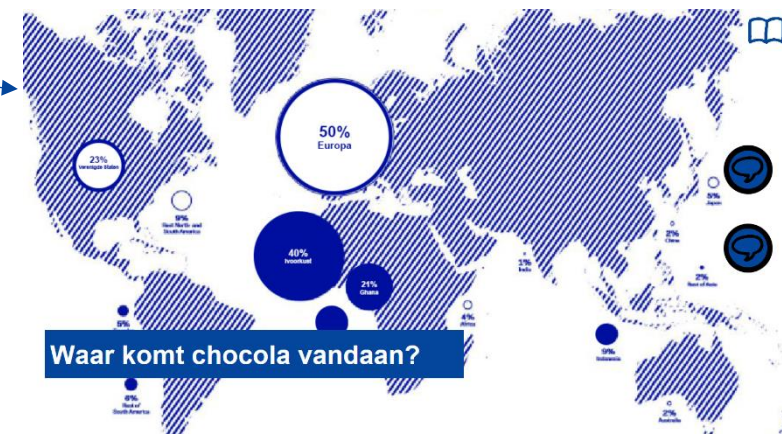 50%
Europa
23%
Verenigde Staten
9%
Rest North and
South America
5%
Japan
2%
China
40%
Ivoorkust
21%
Ghana
1%
India
2%
Rest of Asia
4%
Africa
5%
9%
Indonesia
Waar komt chocola vandaan?
6%
Rest of
South America
2%
Australia